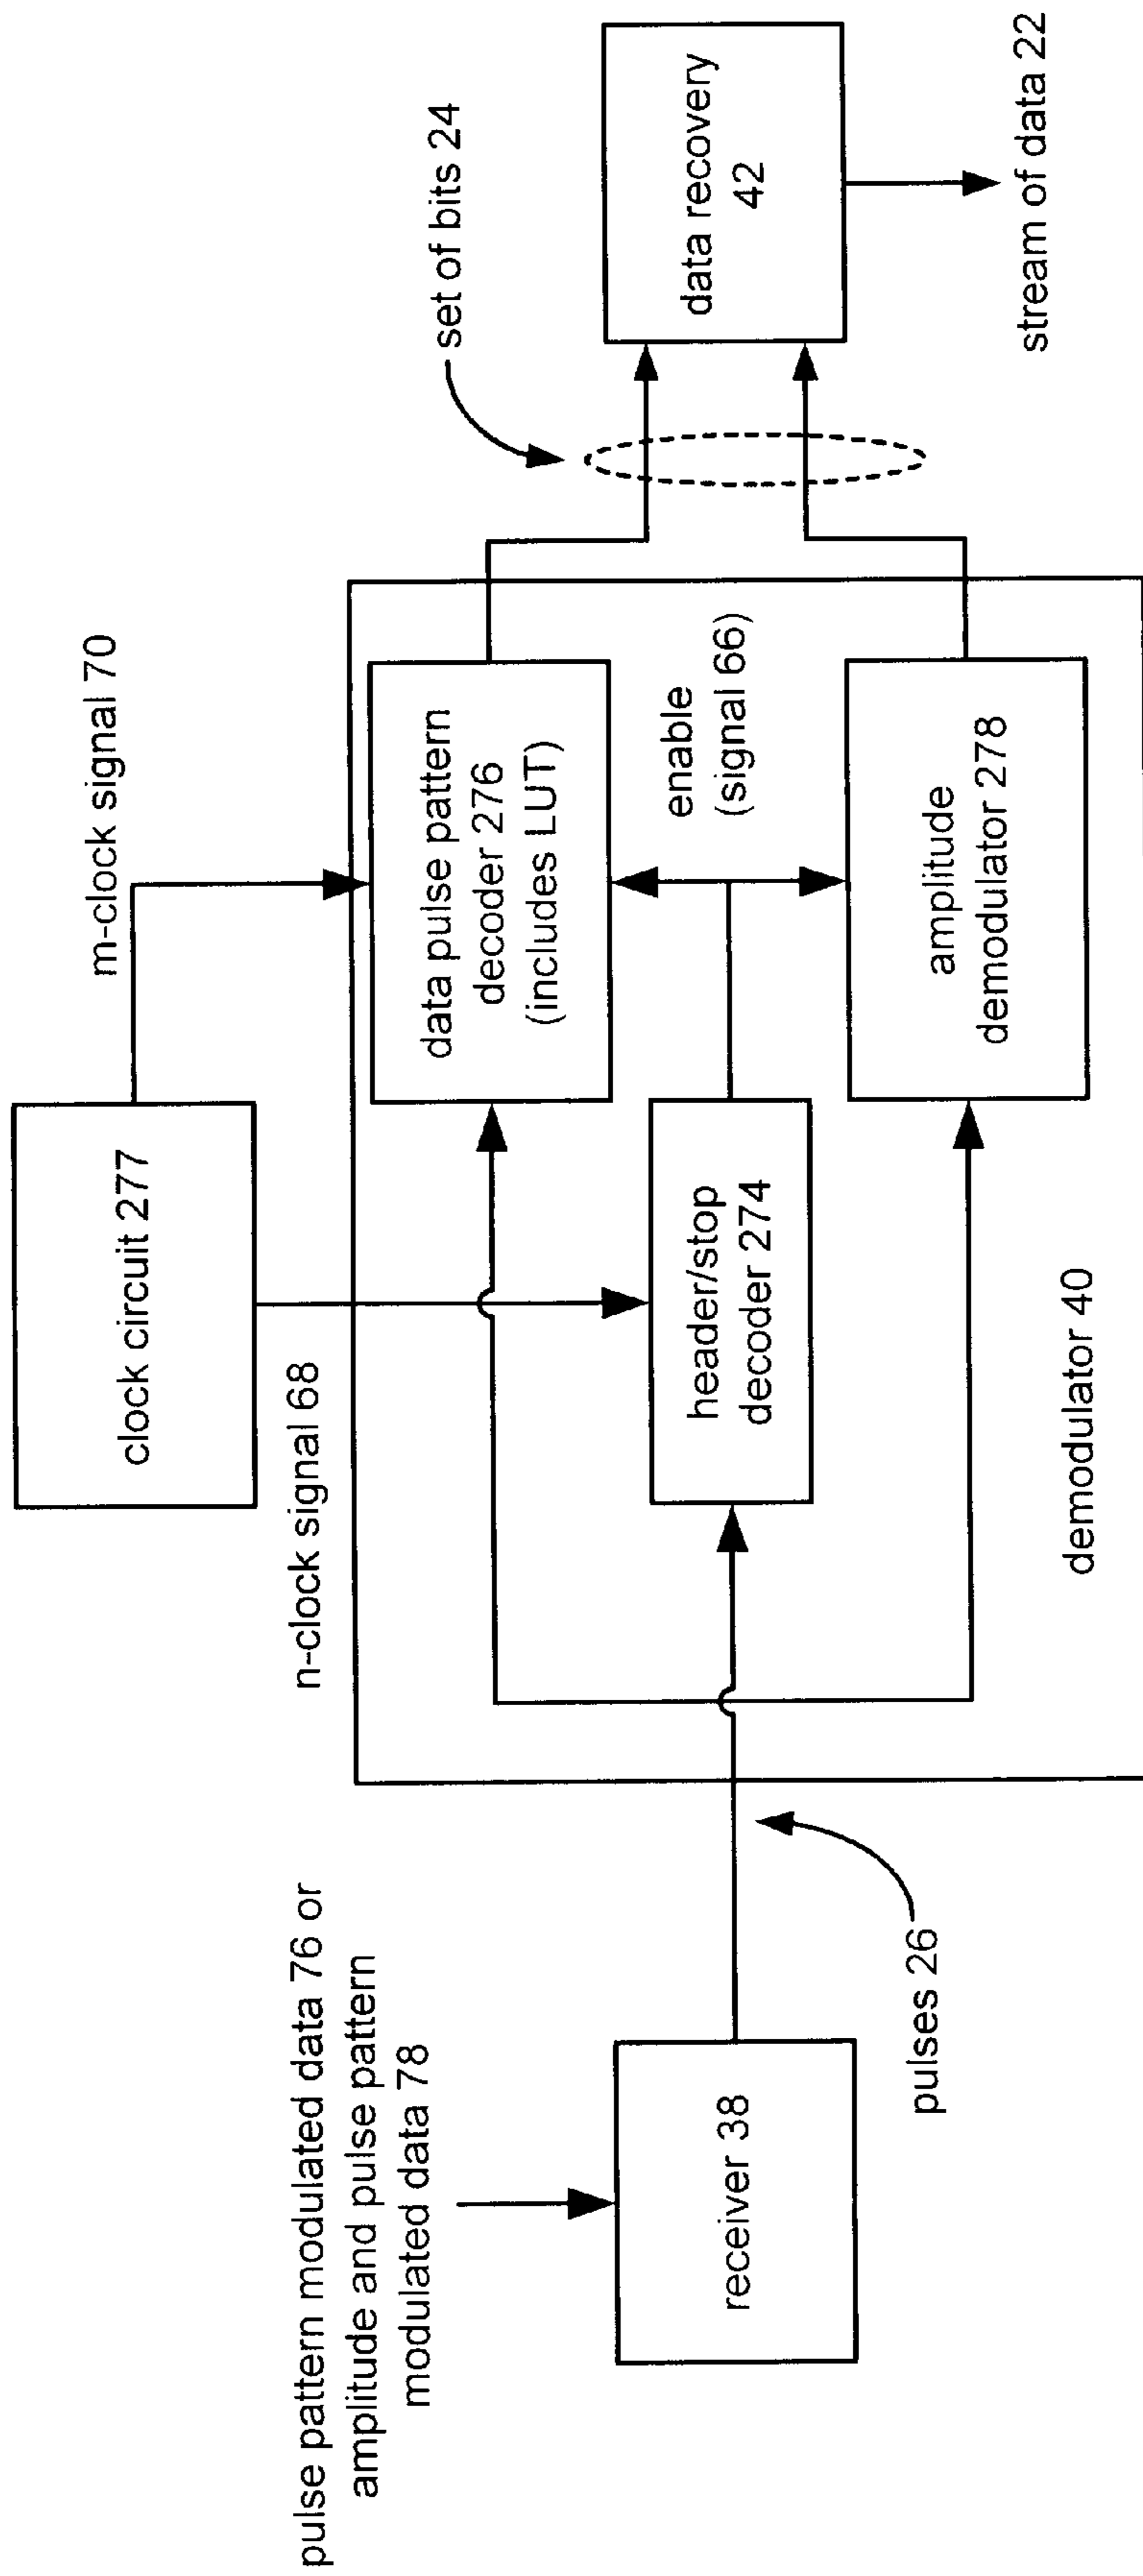 pulse pattern modulated data 76 or
amplitude and pulse pattern
modulated data 78
receiver 38
pulses 26
clock circuit 277
n-clock signal 68
m-clock signal 70
header/stop
decoder 274
data pulse pattern
decoder 276
(includes LUT)
enable
(signal 66)
amplitude
demodulator 278
demodulator 40
set of bits 24
data recovery
42
stream of data 22